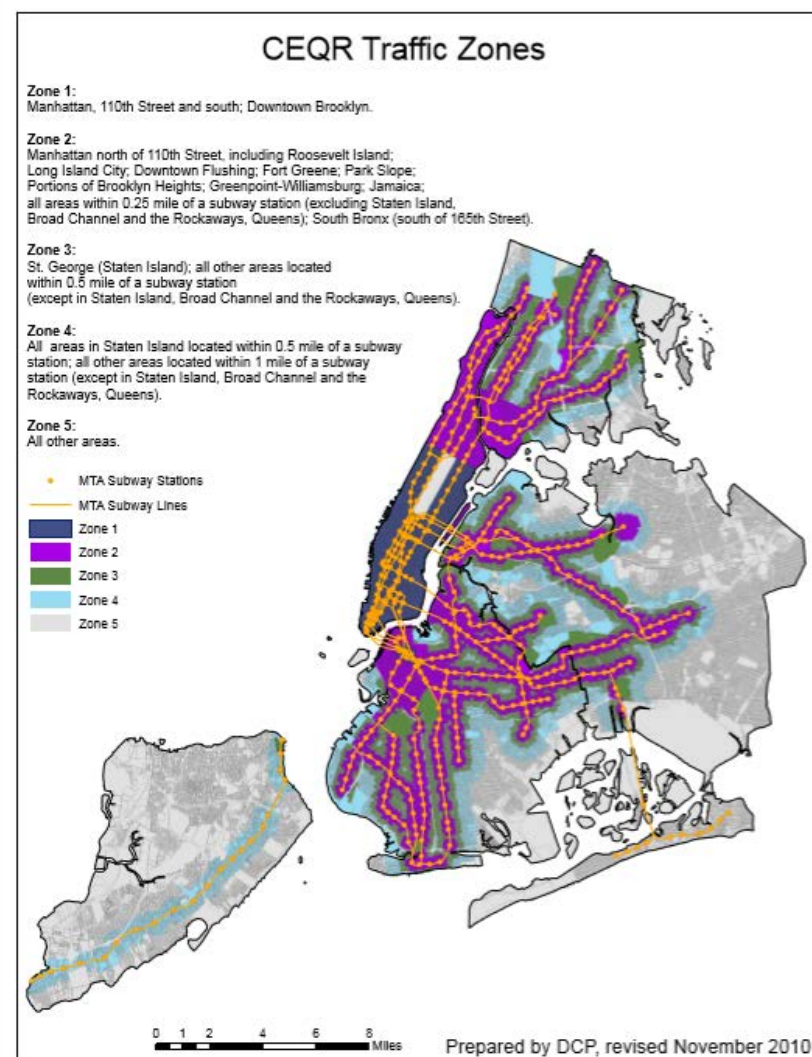 CEQR Traffic Zones
Zone 1:
Manhattan, 110th Street and south; Downtown Brooklyn.
Zone 2:
Manhattan north of 110th Street, including Roosevelt Island;
Long Island City; Downtown Flushing; Fort Greene; Park Slope;
Portions of Brooklyn Heights; Greenpoint-Williamsburg; Jamaica;
all areas within 0.25 mile of a subway station (excluding Staten Island,
Broad Channel and the Rockaways, Queens); South Bronx (south of 165th Street).
Zone 3:
St. George (Staten Island); all other areas located
within 0.5 mile of a subway station
(except in Staten Island, Broad Channel and the Rockaways, Queens).
Zone 4:
All areas in Staten Island located within 0.5 mile of a subway
station; all other areas located within 1 mile of a subway
station (except in Staten Island, Broad Channel and the
Rockaways, Queens).
Zone 5:
All other areas.
MTA Subway Stations
MTA Subway Lines
Zone 1
Zone 2
Zone 3
Zone 4
Zone 5
0 1 2 4 6 8
Miles
Prepared by DCP, revised November 2010